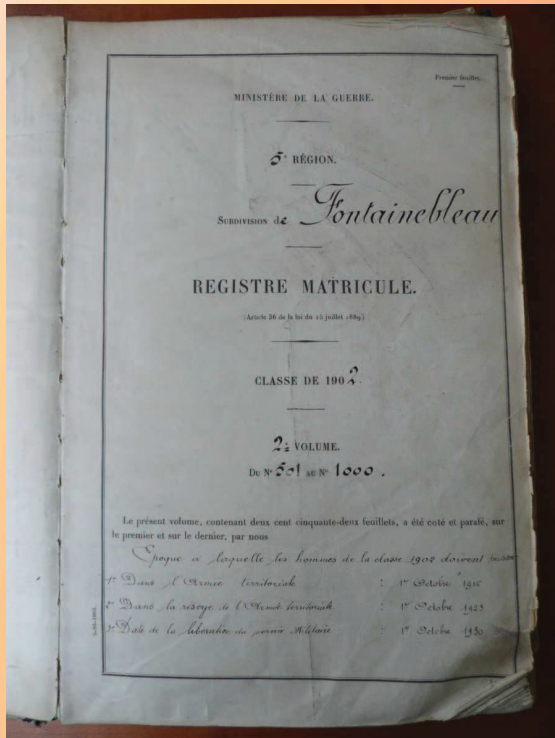 Premier feuillet.
MINISTÈRE DE LA GUERRE.
5e RÉGION.
SUBDIVISION de Fontainebleau
REGISTRE MATRICULE.
(Article 36 de la loi du 15 juillet 1889.)
CLASSE DE 1902.
2e VOLUME.
DU N° 501 AU N° 1000.
Le présent volume, contenant deux cent cinquante-deux feuillets, a été coté et parafé, sur
le premier et sur le dernier, par nous
Époque à laquelle les hommes de la classe 1902 doivent
1° Dans l'Armée territoriale : 1er Octobre 1916
2° Dans la réserve de l'Armée territoriale : 1er Octobre 1923
3° Date de la libération du service Militaire : 1er Octobre 1930